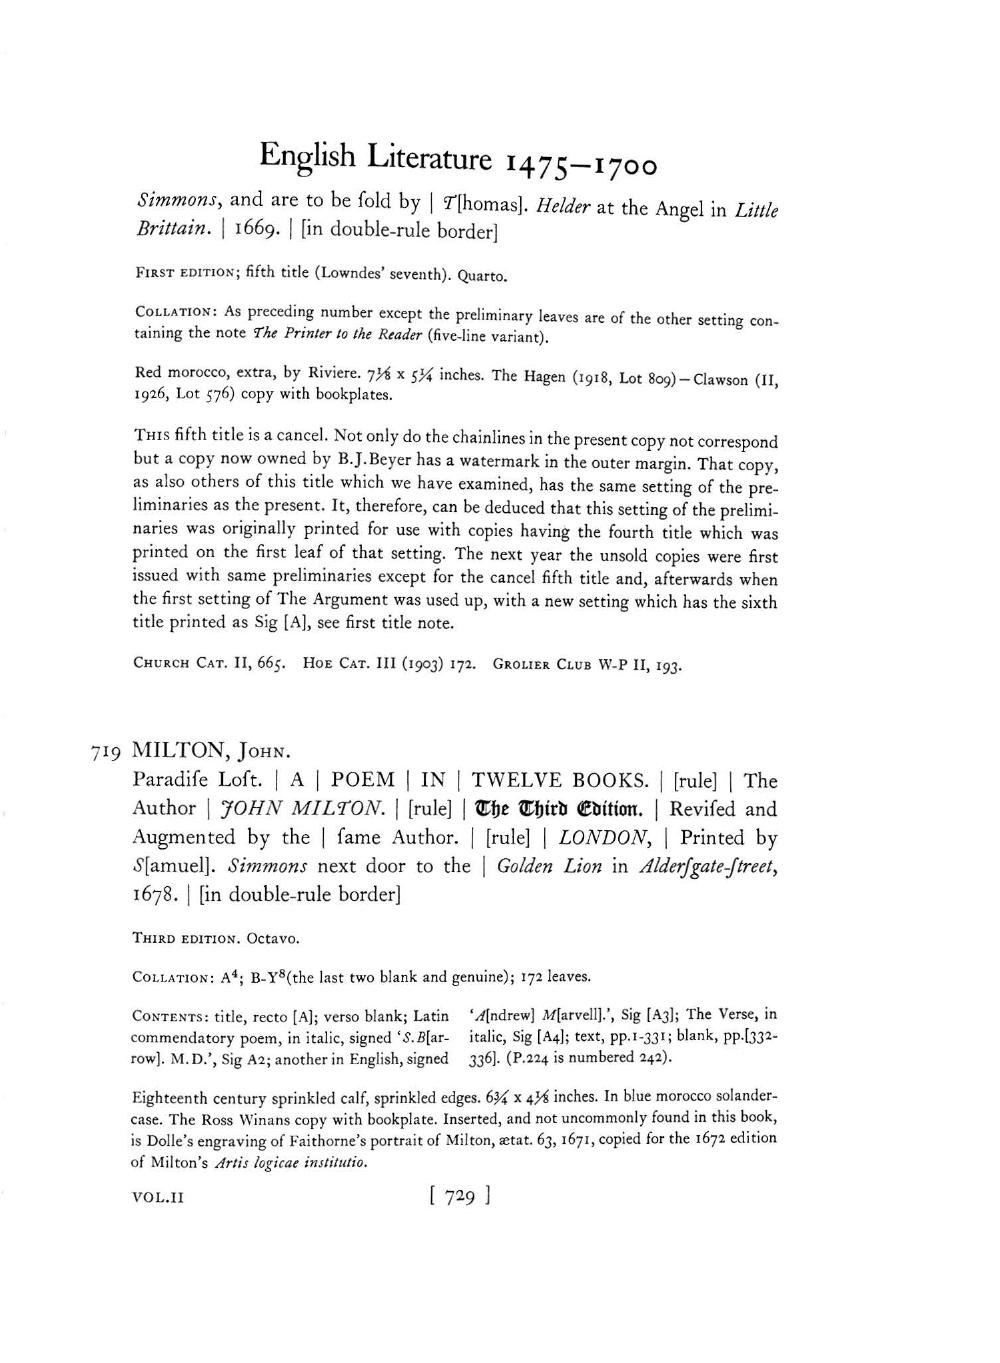 English Literature 1475–1700
Simmons, and are to be ſold by | T[homas]. Helder at the Angel in Little
Brittain. | 1669. | [in double-rule border]
First edition; fifth title (Lowndes' seventh). Quarto.
Collation: As preceding number except the preliminary leaves are of the other setting con-
taining the note The Printer to the Reader (five-line variant).
Red morocco, extra, by Riviere. 7⅛ x 5¼ inches. The Hagen (1918, Lot 809)—Clawson (II,
1926, Lot 576) copy with bookplates.
This fifth title is a cancel. Not only do the chainlines in the present copy not correspond
but a copy now owned by B.J.Beyer has a watermark in the outer margin. That copy,
as also others of this title which we have examined, has the same setting of the pre-
liminaries as the present. It, therefore, can be deduced that this setting of the prelimi-
naries was originally printed for use with copies having the fourth title which was
printed on the first leaf of that setting. The next year the unsold copies were first
issued with same preliminaries except for the cancel fifth title and, afterwards when
the first setting of The Argument was used up, with a new setting which has the sixth
title printed as Sig [A], see first title note.
Church Cat. II, 665. Hoe Cat. III (1903) 172. Grolier Club W-P II, 193.
719 MILTON, John.
Paradiſe Loſt. | A | POEM | IN | TWELVE BOOKS. | [rule] | The
Author | JOHN MILTON. | [rule] | The Third Edition. | Reviſed and
Augmented by the | ſame Author. | [rule] | LONDON, | Printed by
S[amuel]. Simmons next door to the | Golden Lion in Alderſgate-ſtreet,
1678. | [in double-rule border]
Third edition. Octavo.
Collation: A⁴; B-Y⁸(the last two blank and genuine); 172 leaves.
Contents: title, recto [A]; verso blank; Latin
commendatory poem, in italic, signed 'S.B[ar-
row]. M.D.', Sig A2; another in English, signed
'A[ndrew] M[arvell].', Sig [A3]; The Verse, in
italic, Sig [A4]; text, pp.1-331; blank, pp.[332-
336]. (P.224 is numbered 242).
Eighteenth century sprinkled calf, sprinkled edges. 6¾ x 4⅛ inches. In blue morocco solander-
case. The Ross Winans copy with bookplate. Inserted, and not uncommonly found in this book,
is Dolle's engraving of Faithorne's portrait of Milton, ætat. 63, 1671, copied for the 1672 edition
of Milton's Artis logicae institutio.
VOL.II
[ 729 ]